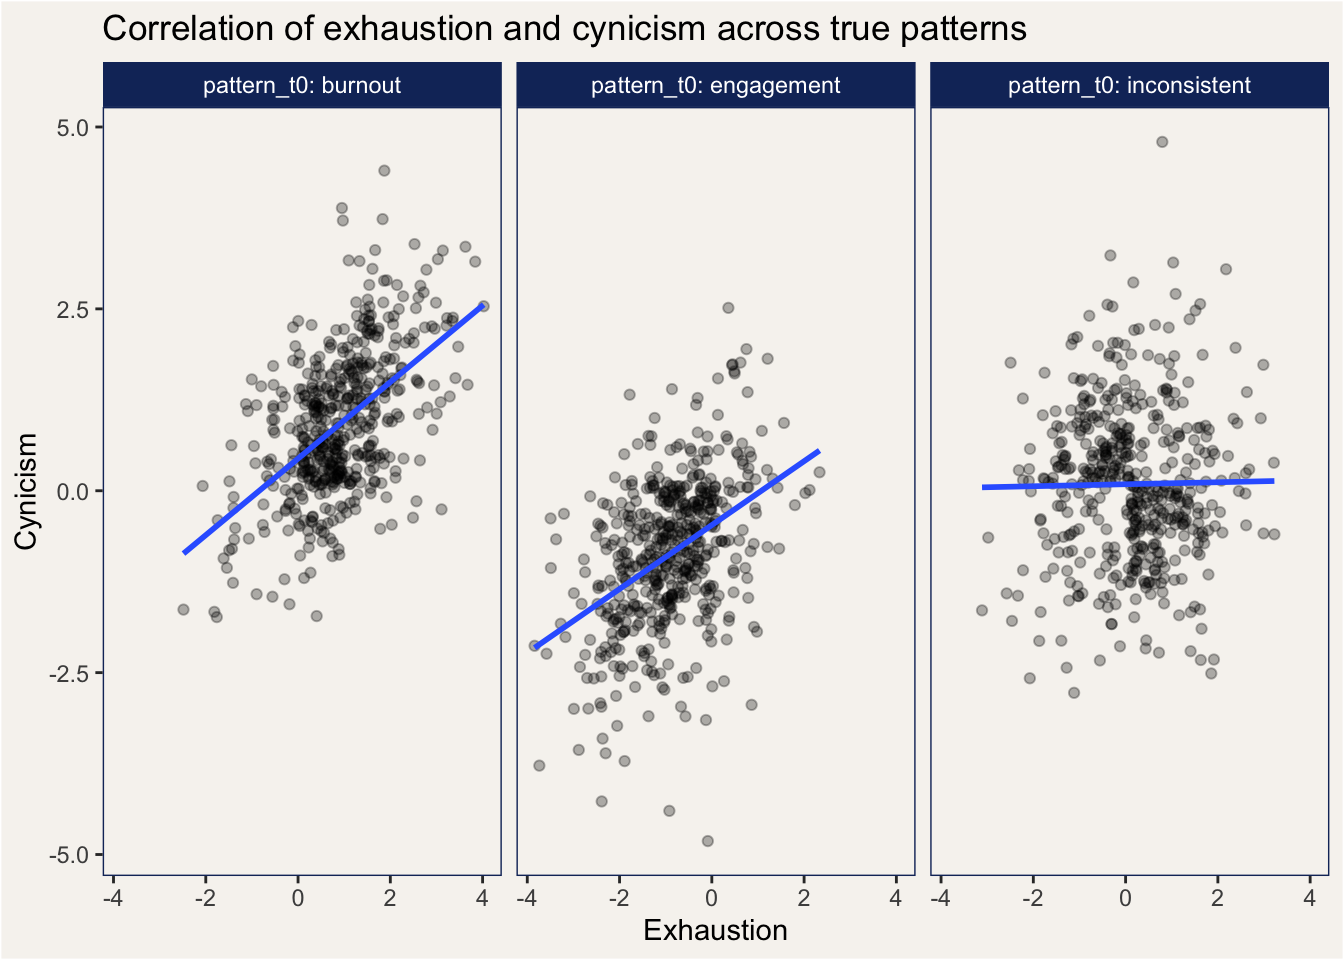 Correlation of exhaustion and cynicism across true patterns
pattern_t0: burnout
pattern_t0: engagement
pattern_t0: inconsistent
5.0
2.5
0.0
-2.5
-5.0
Cynicism
-4 -2 0 2 4
-4 -2 0 2 4
-4 -2 0 2 4
Exhaustion